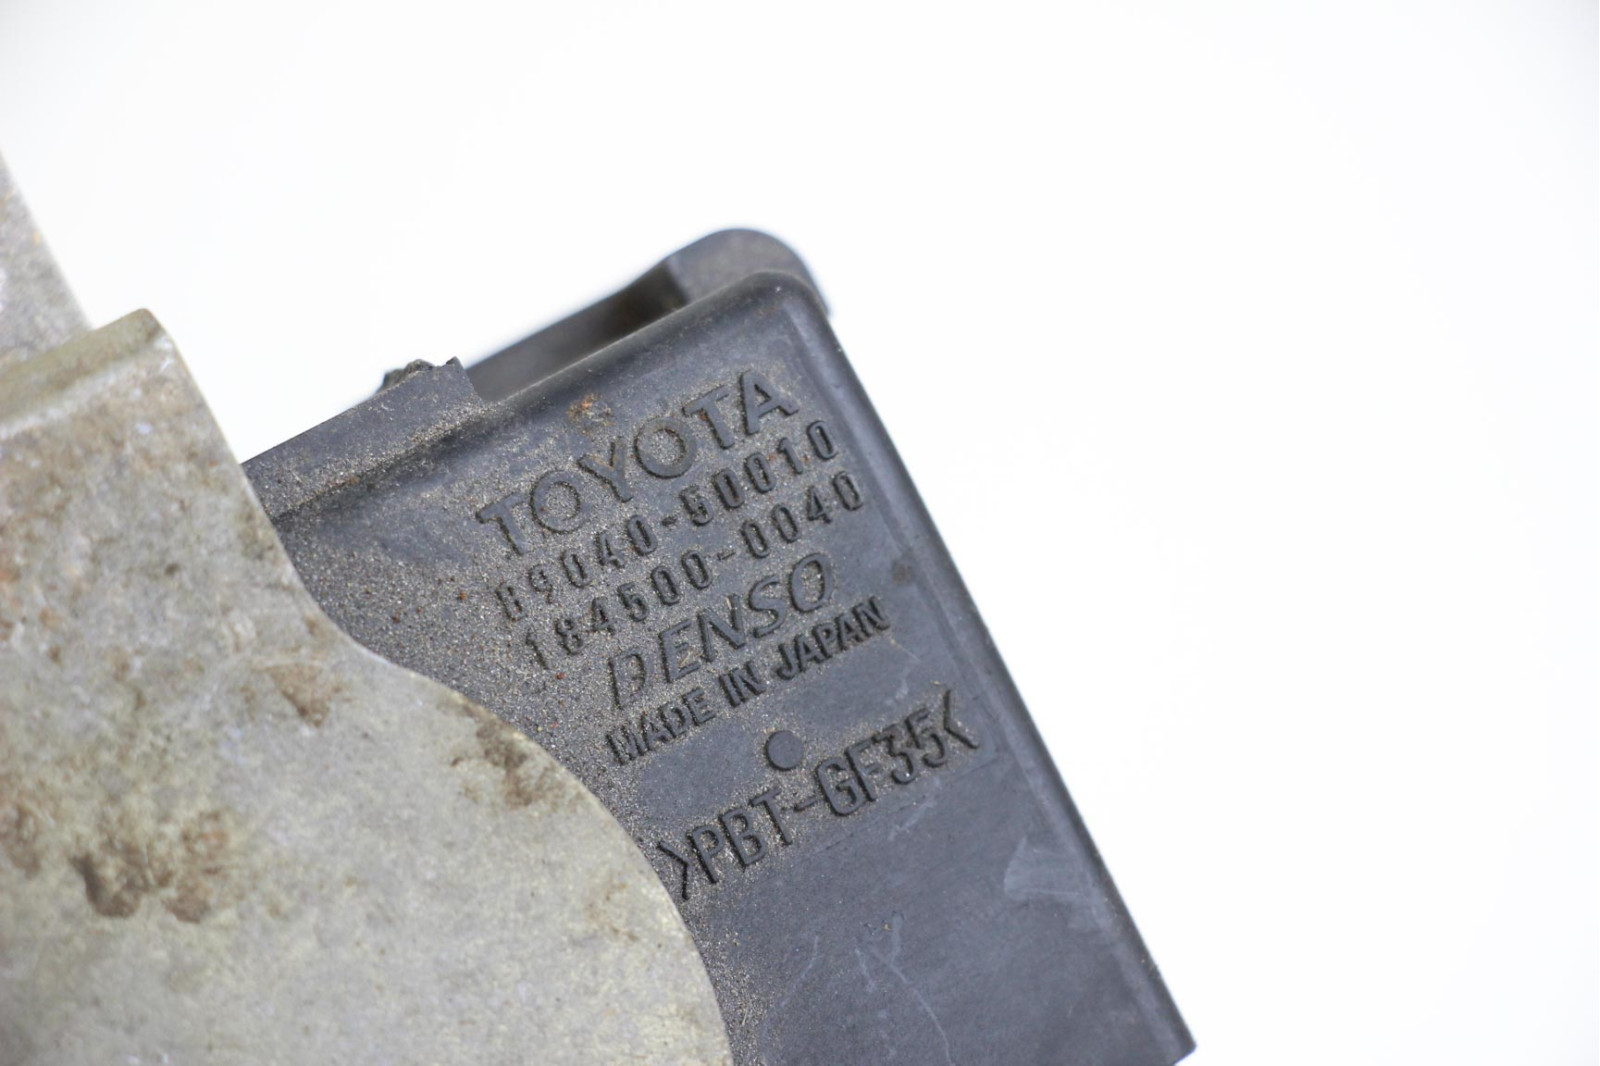 TOYOTA
89040-50010
184500-0040
DENSO
MADE IN JAPAN
>PBT-GF35<